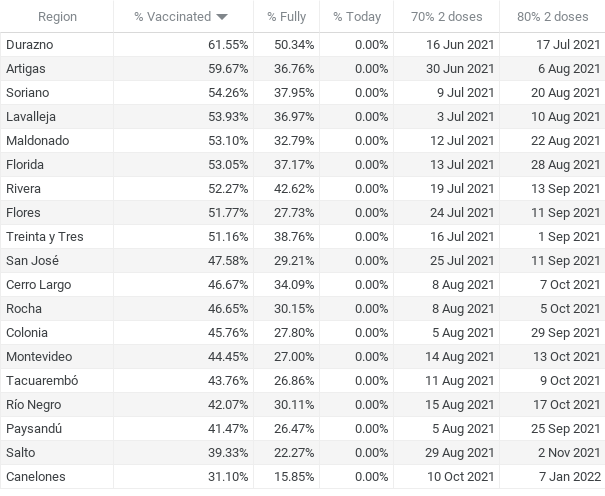 Region % Vaccinated % Fully % Today 70% 2 doses 80% 2 doses
Durazno 61.55% 50.34% 0.00% 16 Jun 2021 17 Jul 2021
Artigas 59.67% 36.76% 0.00% 30 Jun 2021 6 Aug 2021
Soriano 54.26% 37.95% 0.00% 9 Jul 2021 20 Aug 2021
Lavalleja 53.93% 36.97% 0.00% 3 Jul 2021 10 Aug 2021
Maldonado 53.10% 32.79% 0.00% 12 Jul 2021 22 Aug 2021
Florida 53.05% 37.17% 0.00% 13 Jul 2021 28 Aug 2021
Rivera 52.27% 42.62% 0.00% 19 Jul 2021 13 Sep 2021
Flores 51.77% 27.73% 0.00% 24 Jul 2021 11 Sep 2021
Treinta y Tres 51.16% 38.76% 0.00% 16 Jul 2021 1 Sep 2021
San José 47.58% 29.21% 0.00% 25 Jul 2021 11 Sep 2021
Cerro Largo 46.67% 34.09% 0.00% 8 Aug 2021 7 Oct 2021
Rocha 46.65% 30.15% 0.00% 8 Aug 2021 5 Oct 2021
Colonia 45.76% 27.80% 0.00% 5 Aug 2021 29 Sep 2021
Montevideo 44.45% 27.00% 0.00% 14 Aug 2021 13 Oct 2021
Tacuarembó 43.76% 26.86% 0.00% 11 Aug 2021 9 Oct 2021
Río Negro 42.07% 30.11% 0.00% 15 Aug 2021 17 Oct 2021
Paysandú 41.47% 26.47% 0.00% 5 Aug 2021 25 Sep 2021
Salto 39.33% 22.27% 0.00% 29 Aug 2021 2 Nov 2021
Canelones 31.10% 15.85% 0.00% 10 Oct 2021 7 Jan 2022